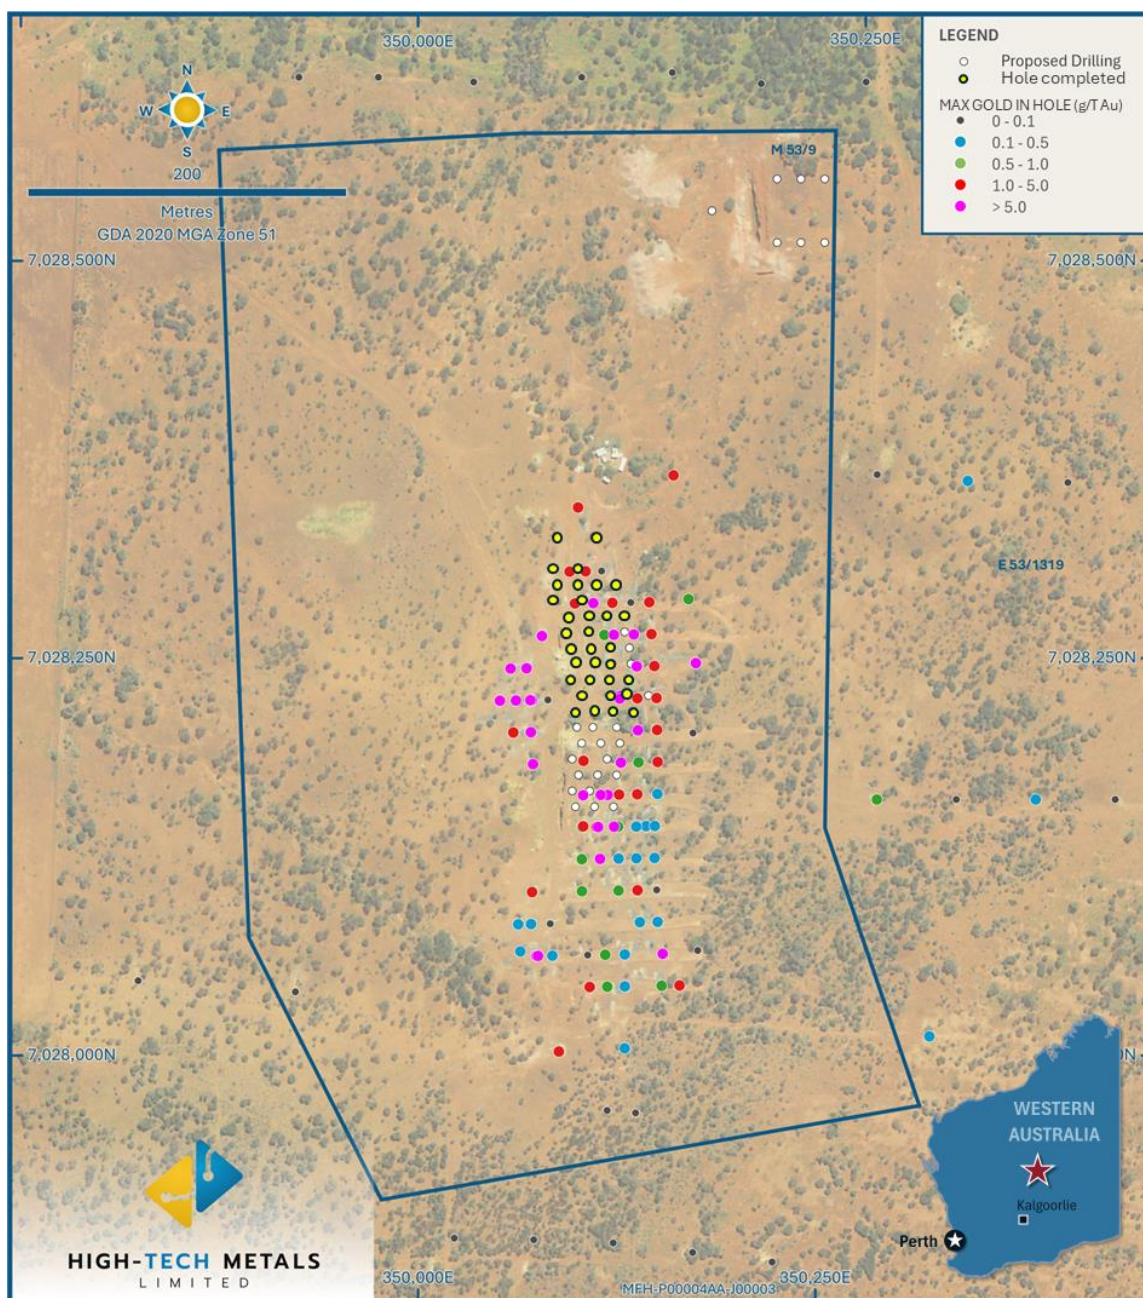 350,000E
350,250E
LEGEND
Proposed Drilling
Hole completed
MAX GOLD IN HOLE (g/T Au)
0 - 0.1
0.1 - 0.5
0.5 - 1.0
1.0 - 5.0
> 5.0
N
W E
S
200
Metres
GDA 2020 MGA Zone 51
M 53/9
7,028,500N
7,028,500N
E 53/1319
7,028,250N
7,028,250N
7,028,000N
WESTERN
AUSTRALIA
Kalgoorlie
Perth
HIGH-TECH METALS
LIMITED
350,000E
350,250E
MEH-P00004AA-J00003